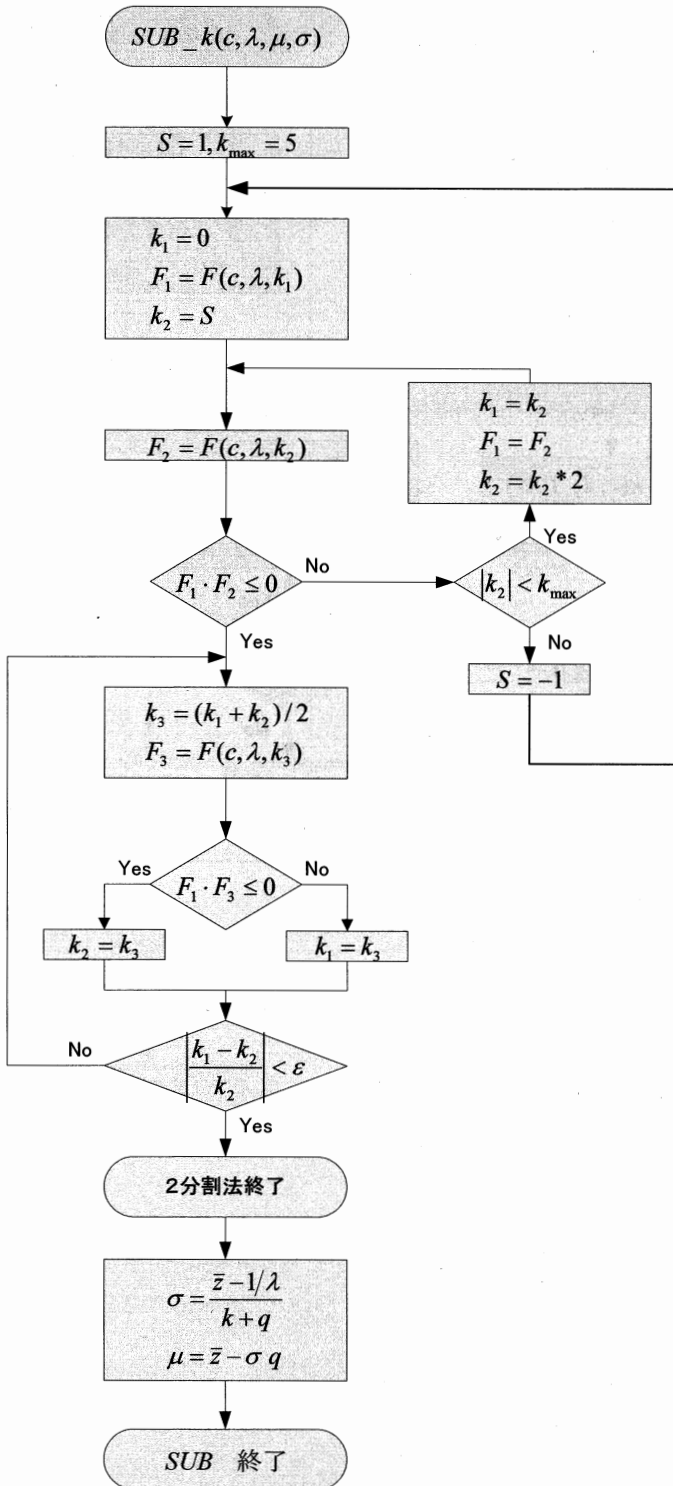 SUB_k(c, λ, μ, σ)
S = 1, k_max = 5
k₁ = 0
F₁ = F(c, λ, k₁)
k₂ = S
k₁ = k₂
F₁ = F₂
k₂ = k₂ * 2
F₂ = F(c, λ, k₂)
Yes
F₁ · F₂ ≤ 0
No
|k₂| < k_max
Yes
No
S = −1
k₃ = (k₁ + k₂)/2
F₃ = F(c, λ, k₃)
Yes
F₁ · F₃ ≤ 0
No
k₂ = k₃
k₁ = k₃
No
|(k₁ − k₂)/k₂| < ε
Yes
2分割法終了
σ = (z̄ − 1/λ)/(k + q)
μ = z̄ − σ q
SUB 終了